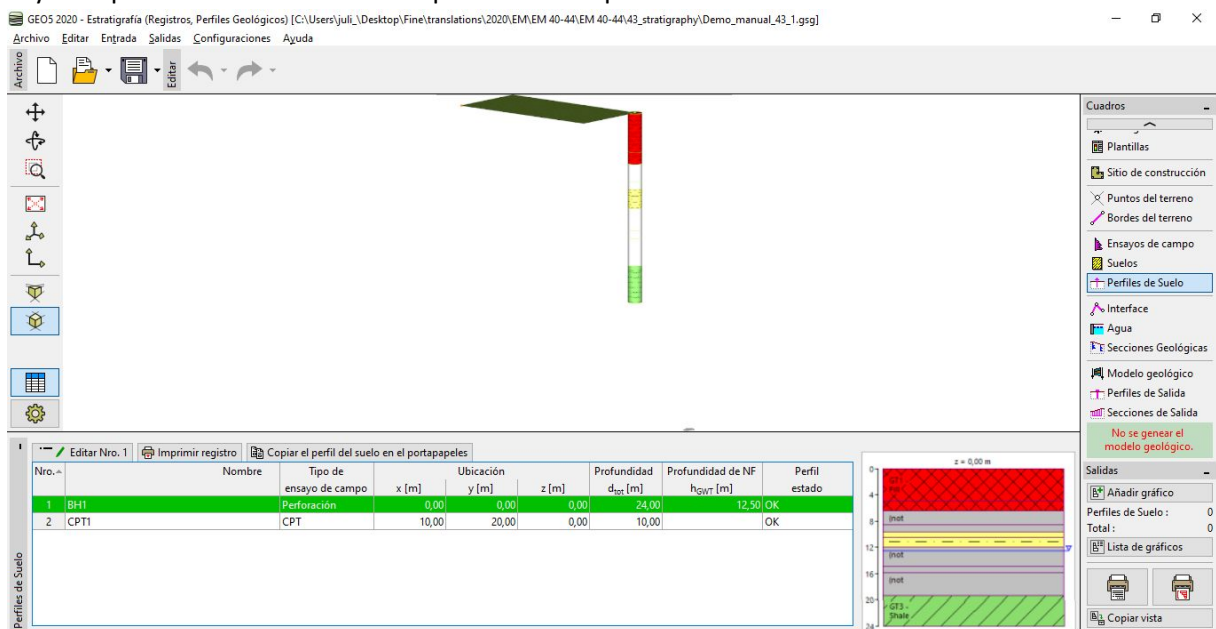 GEO5 2020 - Estratigrafía (Registros, Perfiles Geológicos) [C:\Users\juli_\Desktop\Fine\translations\2020\EM\EM 40-44\EM 40-44\43_stratigraphy\Demo_manual_43_1.gsg]
Archivo Editar Entrada Salidas Configuraciones Ayuda
Archivo
Editar
Cuadros
Plantillas
Sitio de construcción
Puntos del terreno
Bordes del terreno
Ensayos de campo
Suelos
Perfiles de Suelo
Interface
Agua
Secciones Geológicas
Modelo geológico
Perfiles de Salida
Secciones de Salida
No se genear el
modelo geológico.
Perfiles de Suelo
Editar Nro. 1 Imprimir registro Copiar el perfil del suelo en el portapapeles
Nro. Nombre Tipo de Ubicación Profundidad Profundidad de NF Perfil
ensayo de campo x [m] y [m] z [m] dtot [m] hGWT [m] estado
1 BH1 Perforación 0,00 0,00 0,00 24,00 12,50 OK
2 CPT1 CPT 10,00 20,00 0,00 10,00 OK
z = 0,00 m
0
GT1
4
8 (not
12
(not
16
(not
20
GT3 -
Shale
24
Salidas
Añadir gráfico
Perfiles de Suelo : 0
Total : 0
Lista de gráficos
Copiar vista